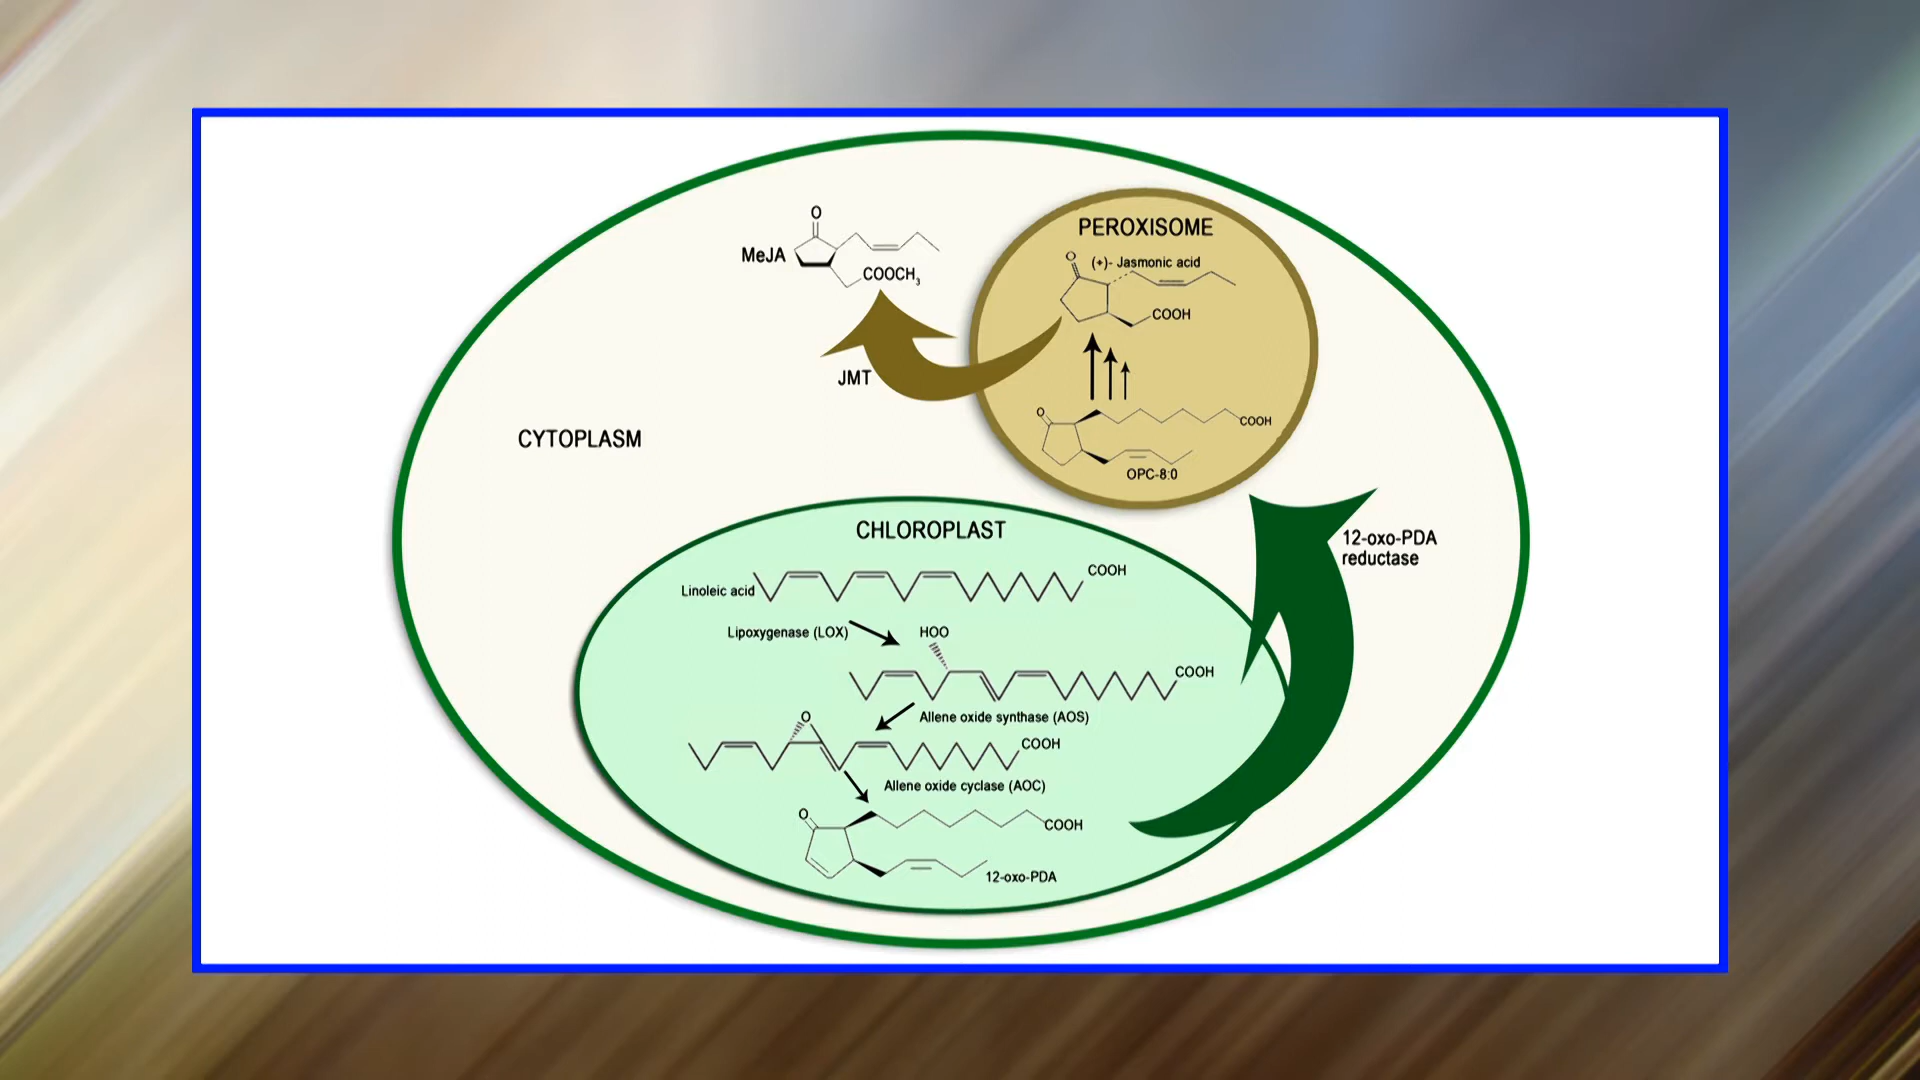 PEROXISOME
O
(+)- Jasmonic acid
COOH
O
MeJA
COOCH3
JMT
O
COOH
OPC-8:0
CYTOPLASM
12-oxo-PDA
reductase
CHLOROPLAST
Linoleic acid
COOH
Lipoxygenase (LOX)
HOO
COOH
Allene oxide synthase (AOS)
O
COOH
Allene oxide cyclase (AOC)
O
COOH
12-oxo-PDA